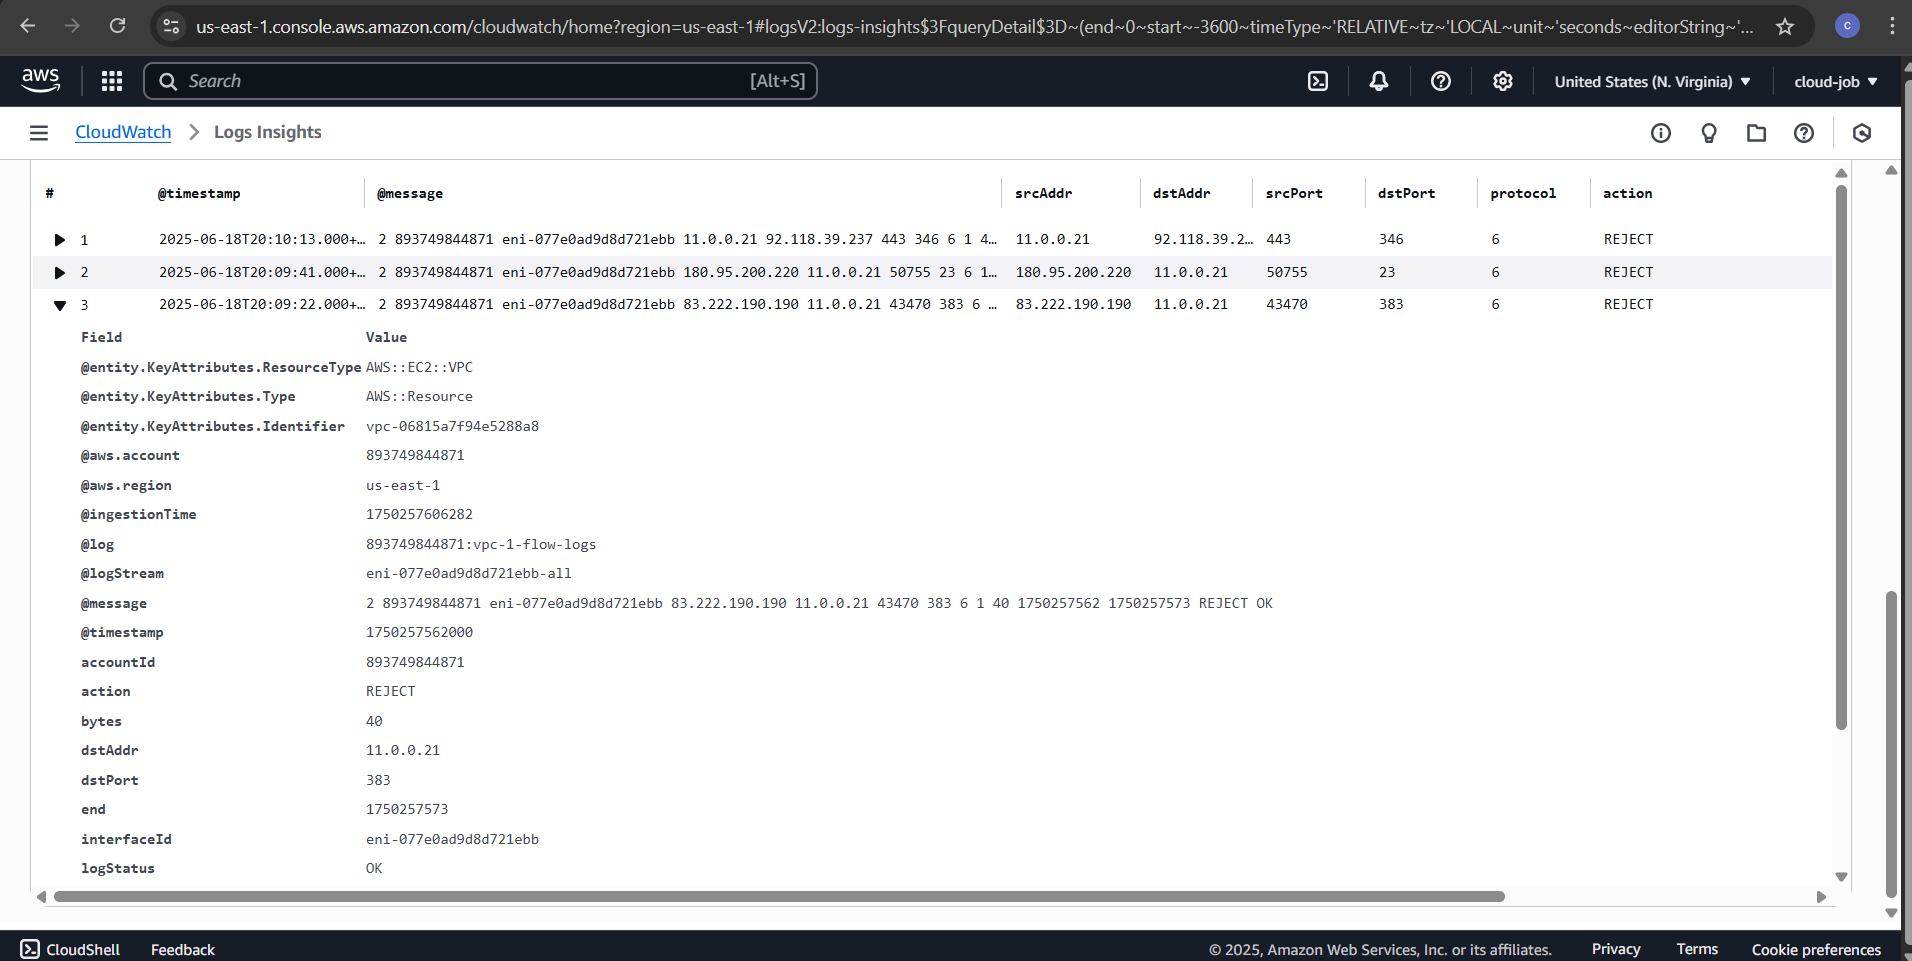 us-east-1.console.aws.amazon.com/cloudwatch/home?region=us-east-1#logsV2:logs-insights$3FqueryDetail$3D~(end~0~start~-3600~timeType~'RELATIVE~tz~'LOCAL~unit~'seconds~editorString~'... C
aws Search [Alt+S] United States (N. Virginia) cloud-job
CloudWatch Logs Insights
# @timestamp @message srcAddr dstAddr srcPort dstPort protocol action
1 2025-06-18T20:10:13.000+… 2 893749844871 eni-077e0ad9d8d721ebb 11.0.0.21 92.118.39.237 443 346 6 1 4… 11.0.0.21 92.118.39.2… 443 346 6 REJECT
2 2025-06-18T20:09:41.000+… 2 893749844871 eni-077e0ad9d8d721ebb 180.95.200.220 11.0.0.21 50755 23 6 1… 180.95.200.220 11.0.0.21 50755 23 6 REJECT
3 2025-06-18T20:09:22.000+… 2 893749844871 eni-077e0ad9d8d721ebb 83.222.190.190 11.0.0.21 43470 383 6 … 83.222.190.190 11.0.0.21 43470 383 6 REJECT
Field Value
@entity.KeyAttributes.ResourceType AWS::EC2::VPC
@entity.KeyAttributes.Type AWS::Resource
@entity.KeyAttributes.Identifier vpc-06815a7f94e5288a8
@aws.account 893749844871
@aws.region us-east-1
@ingestionTime 1750257606282
@log 893749844871:vpc-1-flow-logs
@logStream eni-077e0ad9d8d721ebb-all
@message 2 893749844871 eni-077e0ad9d8d721ebb 83.222.190.190 11.0.0.21 43470 383 6 1 40 1750257562 1750257573 REJECT OK
@timestamp 1750257562000
accountId 893749844871
action REJECT
bytes 40
dstAddr 11.0.0.21
dstPort 383
end 1750257573
interfaceId eni-077e0ad9d8d721ebb
logStatus OK
CloudShell Feedback © 2025, Amazon Web Services, Inc. or its affiliates. Privacy Terms Cookie preferences